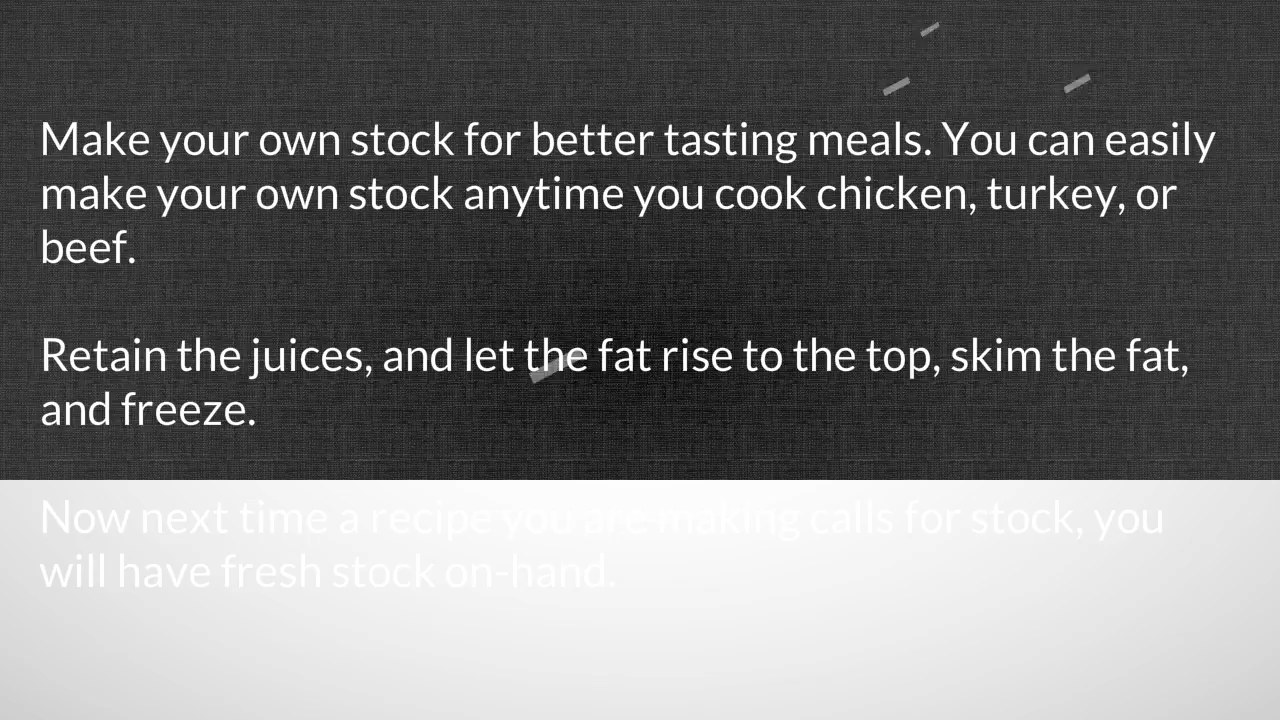 Make your own stock for better tasting meals. You can easily
make your own stock anytime you cook chicken, turkey, or
beef.
Retain the juices, and let the fat rise to the top, skim the fat,
and freeze.
Now next time a recipe you are making calls for stock, you
will have fresh stock on-hand.